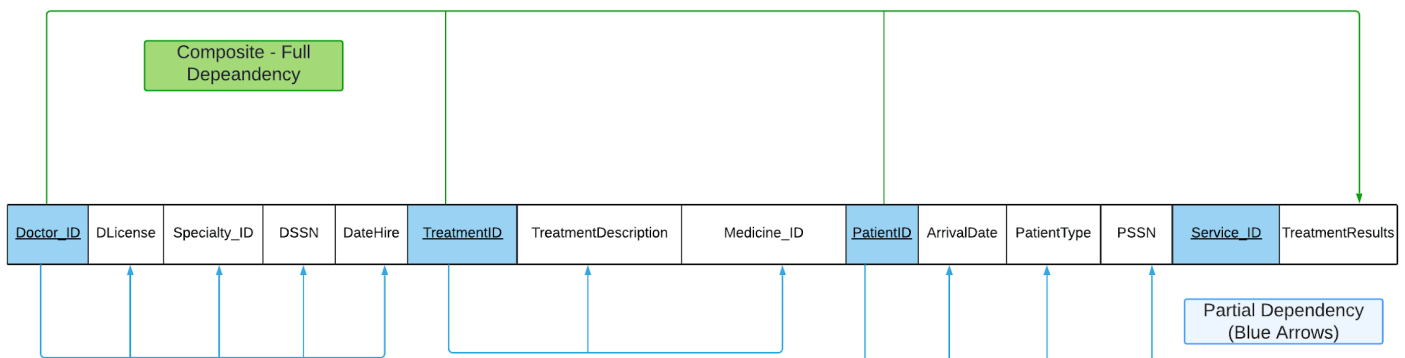 Composite - Full
Depeandency
Doctor_ID DLicense Specialty_ID DSSN DateHire TreatmentID TreatmentDescription Medicine_ID PatientID ArrivalDate PatientType PSSN Service_ID TreatmentResults
Partial Dependency
(Blue Arrows)